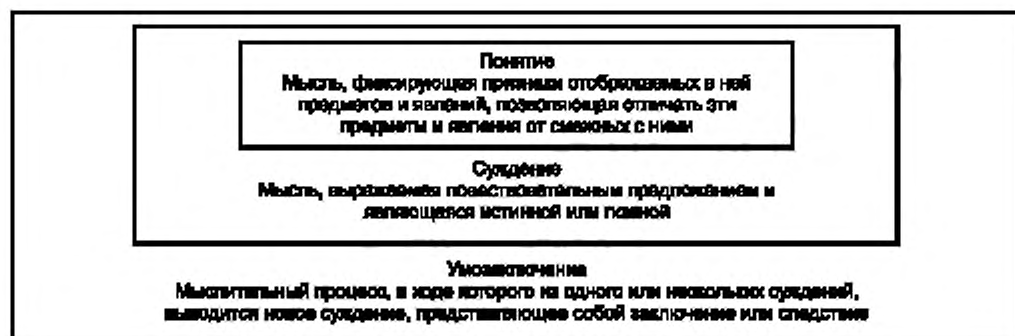 Понятие
Мысль, фиксирующая признаки отображаемых в ней
предметов и явлений, позволяющая отличать эти
предметы и явления от смежных с ними
Суждение
Мысль, выражаемая повествовательным предложением и
являющаяся истинной или ложной
Умозаключение
Мыслительный процесс, в ходе которого из одного или нескольких суждений,
выводится новое суждение, представляющее собой заключение или следствие